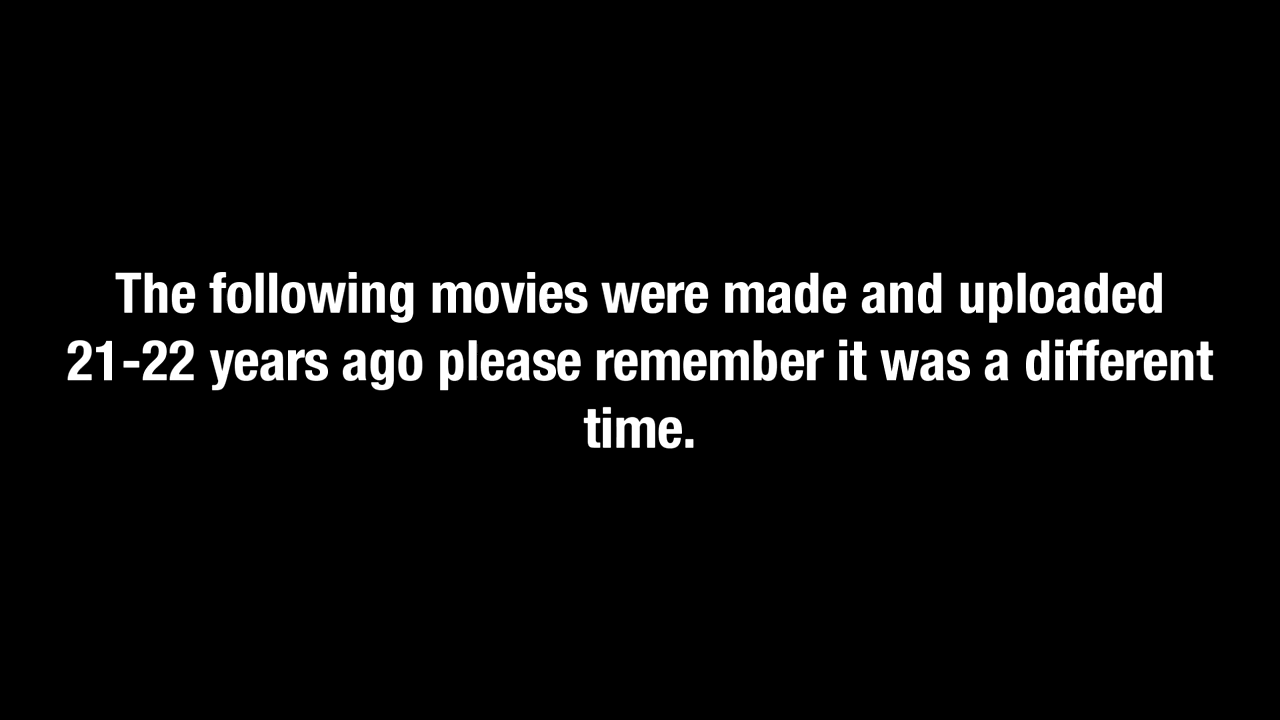 The following movies were made and uploaded
21-22 years ago please remember it was a different
time.